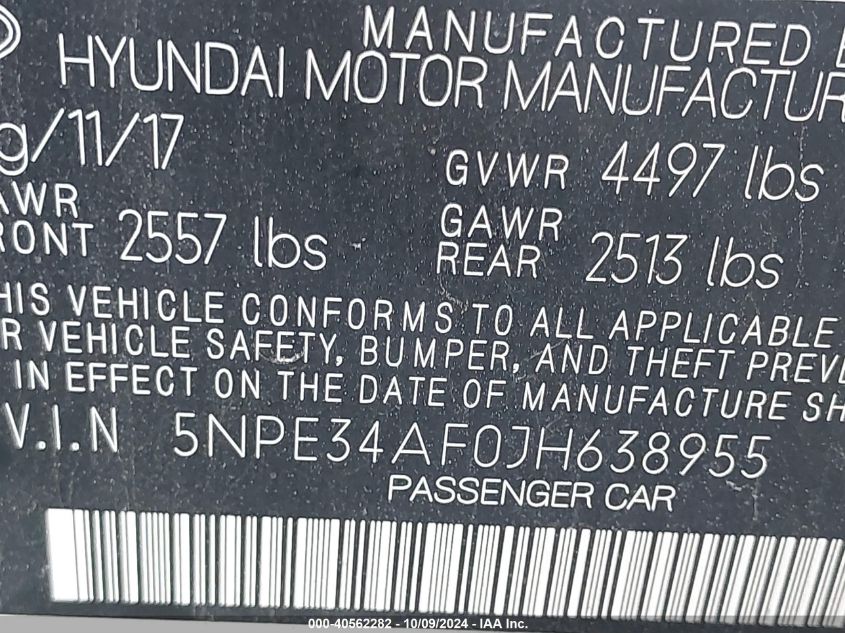 MANUFACTURED B
HYUNDAI MOTOR MANUFACTUR
g/11/17
GVWR 4497 lbs
AWR
RONT 2557 lbs
GAWR
REAR 2513 lbs
HIS VEHICLE CONFORMS TO ALL APPLICABLE
R VEHICLE SAFETY, BUMPER, AND THEFT PREVE
IN EFFECT ON THE DATE OF MANUFACTURE SH
V.I.N 5NPE34AF0JH638955
PASSENGER CAR
000-40562282 - 10/09/2024 - IAA Inc.